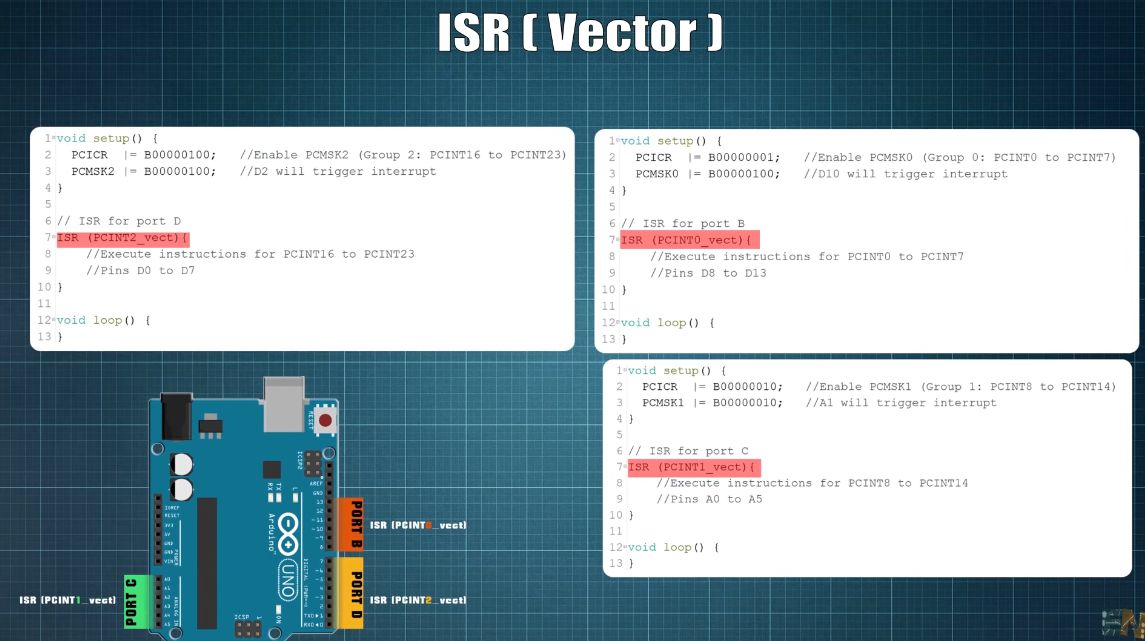 ISR ( Vector )
1 void setup() {
2 PCICR |= B00000100; //Enable PCMSK2 (Group 2: PCINT16 to PCINT23)
3 PCMSK2 |= B00000100; //D2 will trigger interrupt
4 }
5
6 // ISR for port D
7 ISR (PCINT2_vect){
8 //Execute instructions for PCINT16 to PCINT23
9 //Pins D0 to D7
10 }
11
12 void loop() {
13 }
1 void setup() {
2 PCICR |= B00000001; //Enable PCMSK0 (Group 0: PCINT0 to PCINT7)
3 PCMSK0 |= B00000100; //D10 will trigger interrupt
4 }
5
6 // ISR for port B
7 ISR (PCINT0_vect){
8 //Execute instructions for PCINT0 to PCINT7
9 //Pins D8 to D13
10 }
11
12 void loop() {
13 }
1 void setup() {
2 PCICR |= B00000010; //Enable PCMSK1 (Group 1: PCINT8 to PCINT14)
3 PCMSK1 |= B00000010; //A1 will trigger interrupt
4 }
5
6 // ISR for port C
7 ISR (PCINT1_vect){
8 //Execute instructions for PCINT8 to PCINT14
9 //Pins A0 to A5
10 }
11
12 void loop() {
13 }
RESET
ICSP2
AREF
GND
13
12
L
TX
RX
Arduino
UNO
ON
IOREF
RESET
3V3
5V
GND
GND
VIN
POWER
A0
A1
A2
A3
A4
A5
ANALOG IN
DIGITAL (PWM~)
ICSP
1
PORT B
ISR (PCINT0_vect)
PORT D
ISR (PCINT2_vect)
PORT C
ISR (PCINT1_vect)